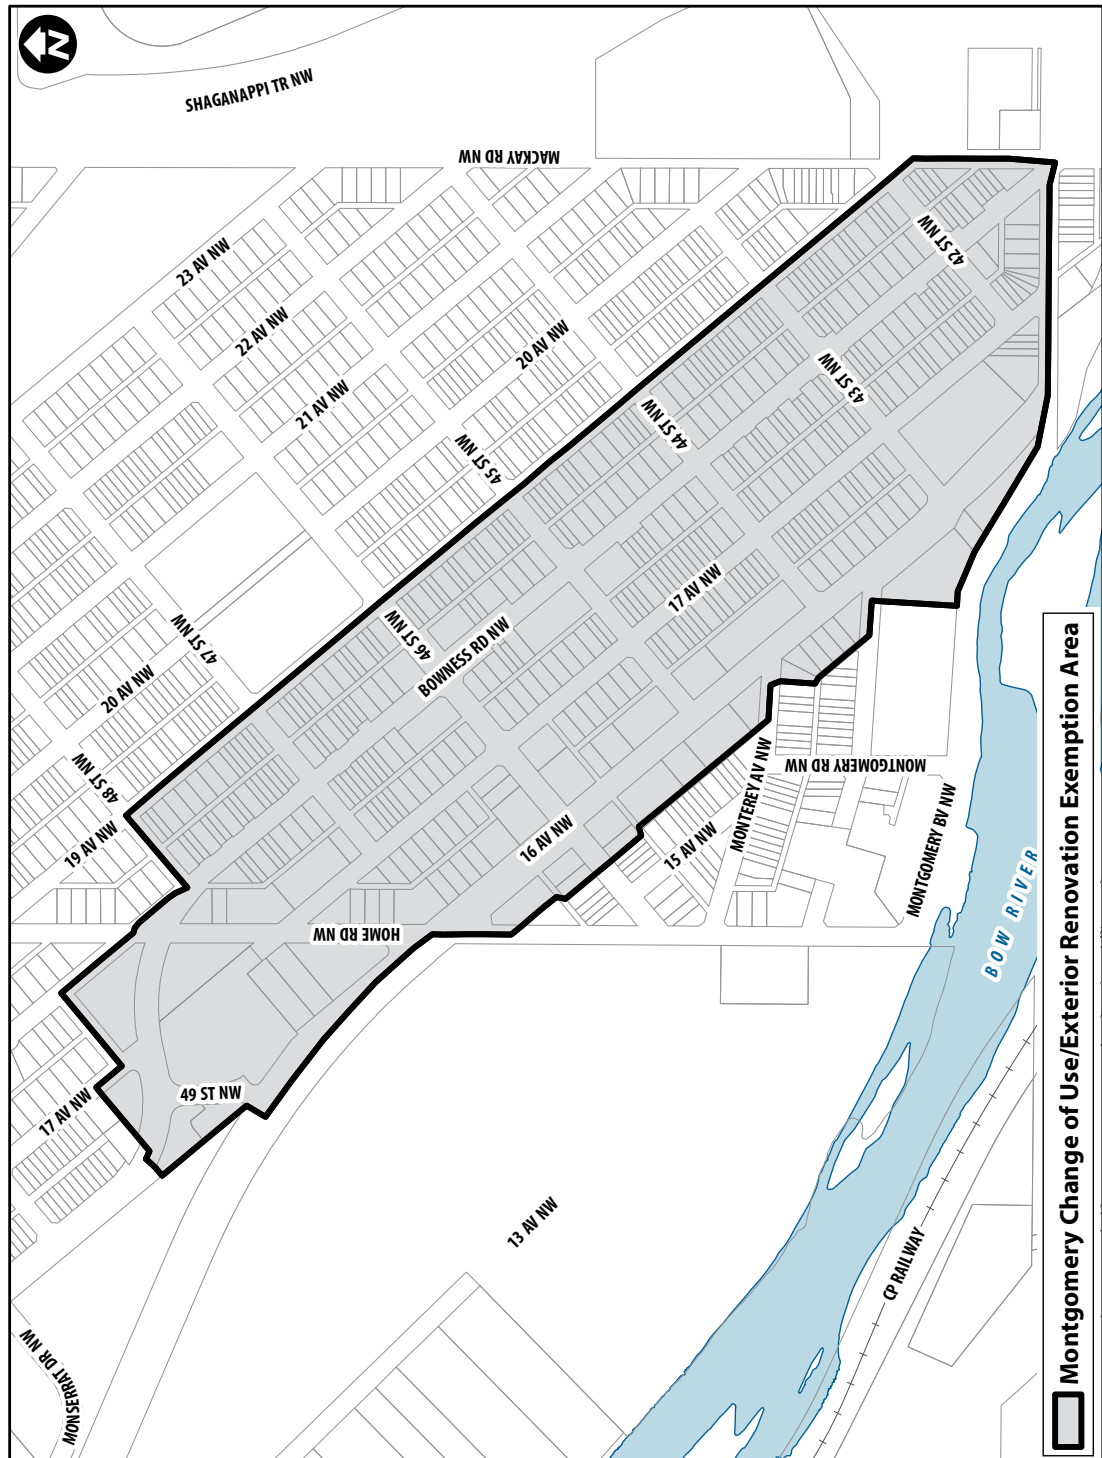 N
SHAGANAPPI TR NW
MACKAY RD NW
23 AV NW
22 AV NW
21 AV NW
20 AV NW
45 ST NW
44 ST NW
43 ST NW
42 ST NW
47 ST NW
46 ST NW
20 AV NW
48 ST NW
19 AV NW
BOWNESS RD NW
17 AV NW
16 AV NW
15 AV NW
MONTEREY AV NW
MONTGOMERY RD NW
MONTGOMERY BV NW
HOME RD NW
49 ST NW
17 AV NW
13 AV NW
BOW RIVER
CP RAILWAY
MONSERRAT DR NW
Montgomery Change of Use/Exterior Renovation Exemption Area